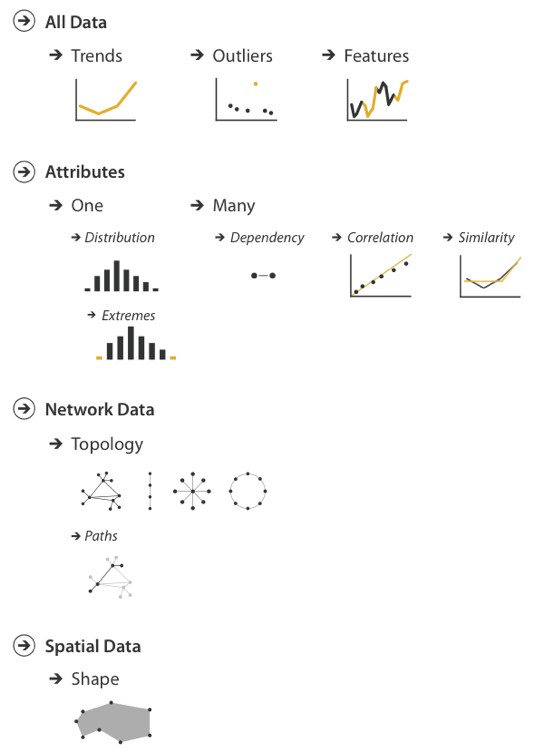 All Data
Trends Outliers Features
Attributes
One Many
Distribution Dependency Correlation Similarity
Extremes
Network Data
Topology
Paths
Spatial Data
Shape